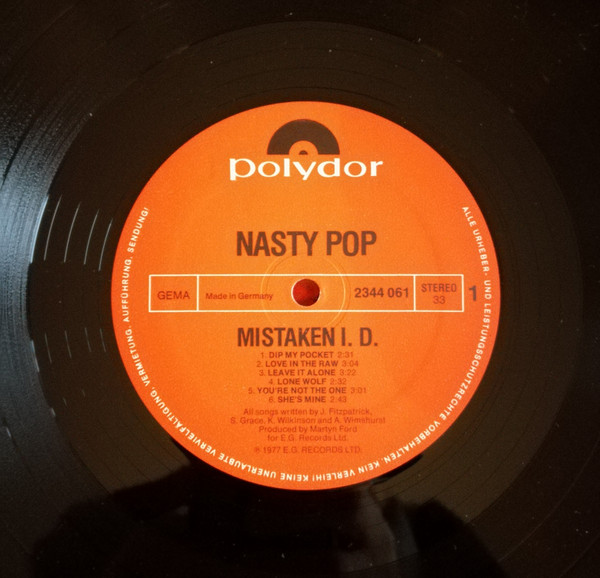 polydor
NASTY POP
GEMA
Made in Germany
2344 061
STEREO
33
1
MISTAKEN I. D.
1. DIP MY POCKET 2:31
2. LOVE IN THE RAW 3:04
3. LEAVE IT ALONE 3:22
4. LONE WOLF 2:32
5. YOU'RE NOT THE ONE 3:01
6. SHE'S MINE 2:43
All songs written by J. Fitzpatrick,
S. Grace, K. Wilkinson and A. Wimshurst
Produced by Martyn Ford
for E.G. Records Ltd.
℗ 1977 E.G. RECORDS LTD.
ALLE URHEBER- UND LEISTUNGSSCHUTZRECHTE VORBEHALTEN. KEIN VERLEIH! KEINE UNERLAUBTE VERVIELFÄLTIGUNG, VERMIETUNG, AUFFÜHRUNG, SENDUNG!